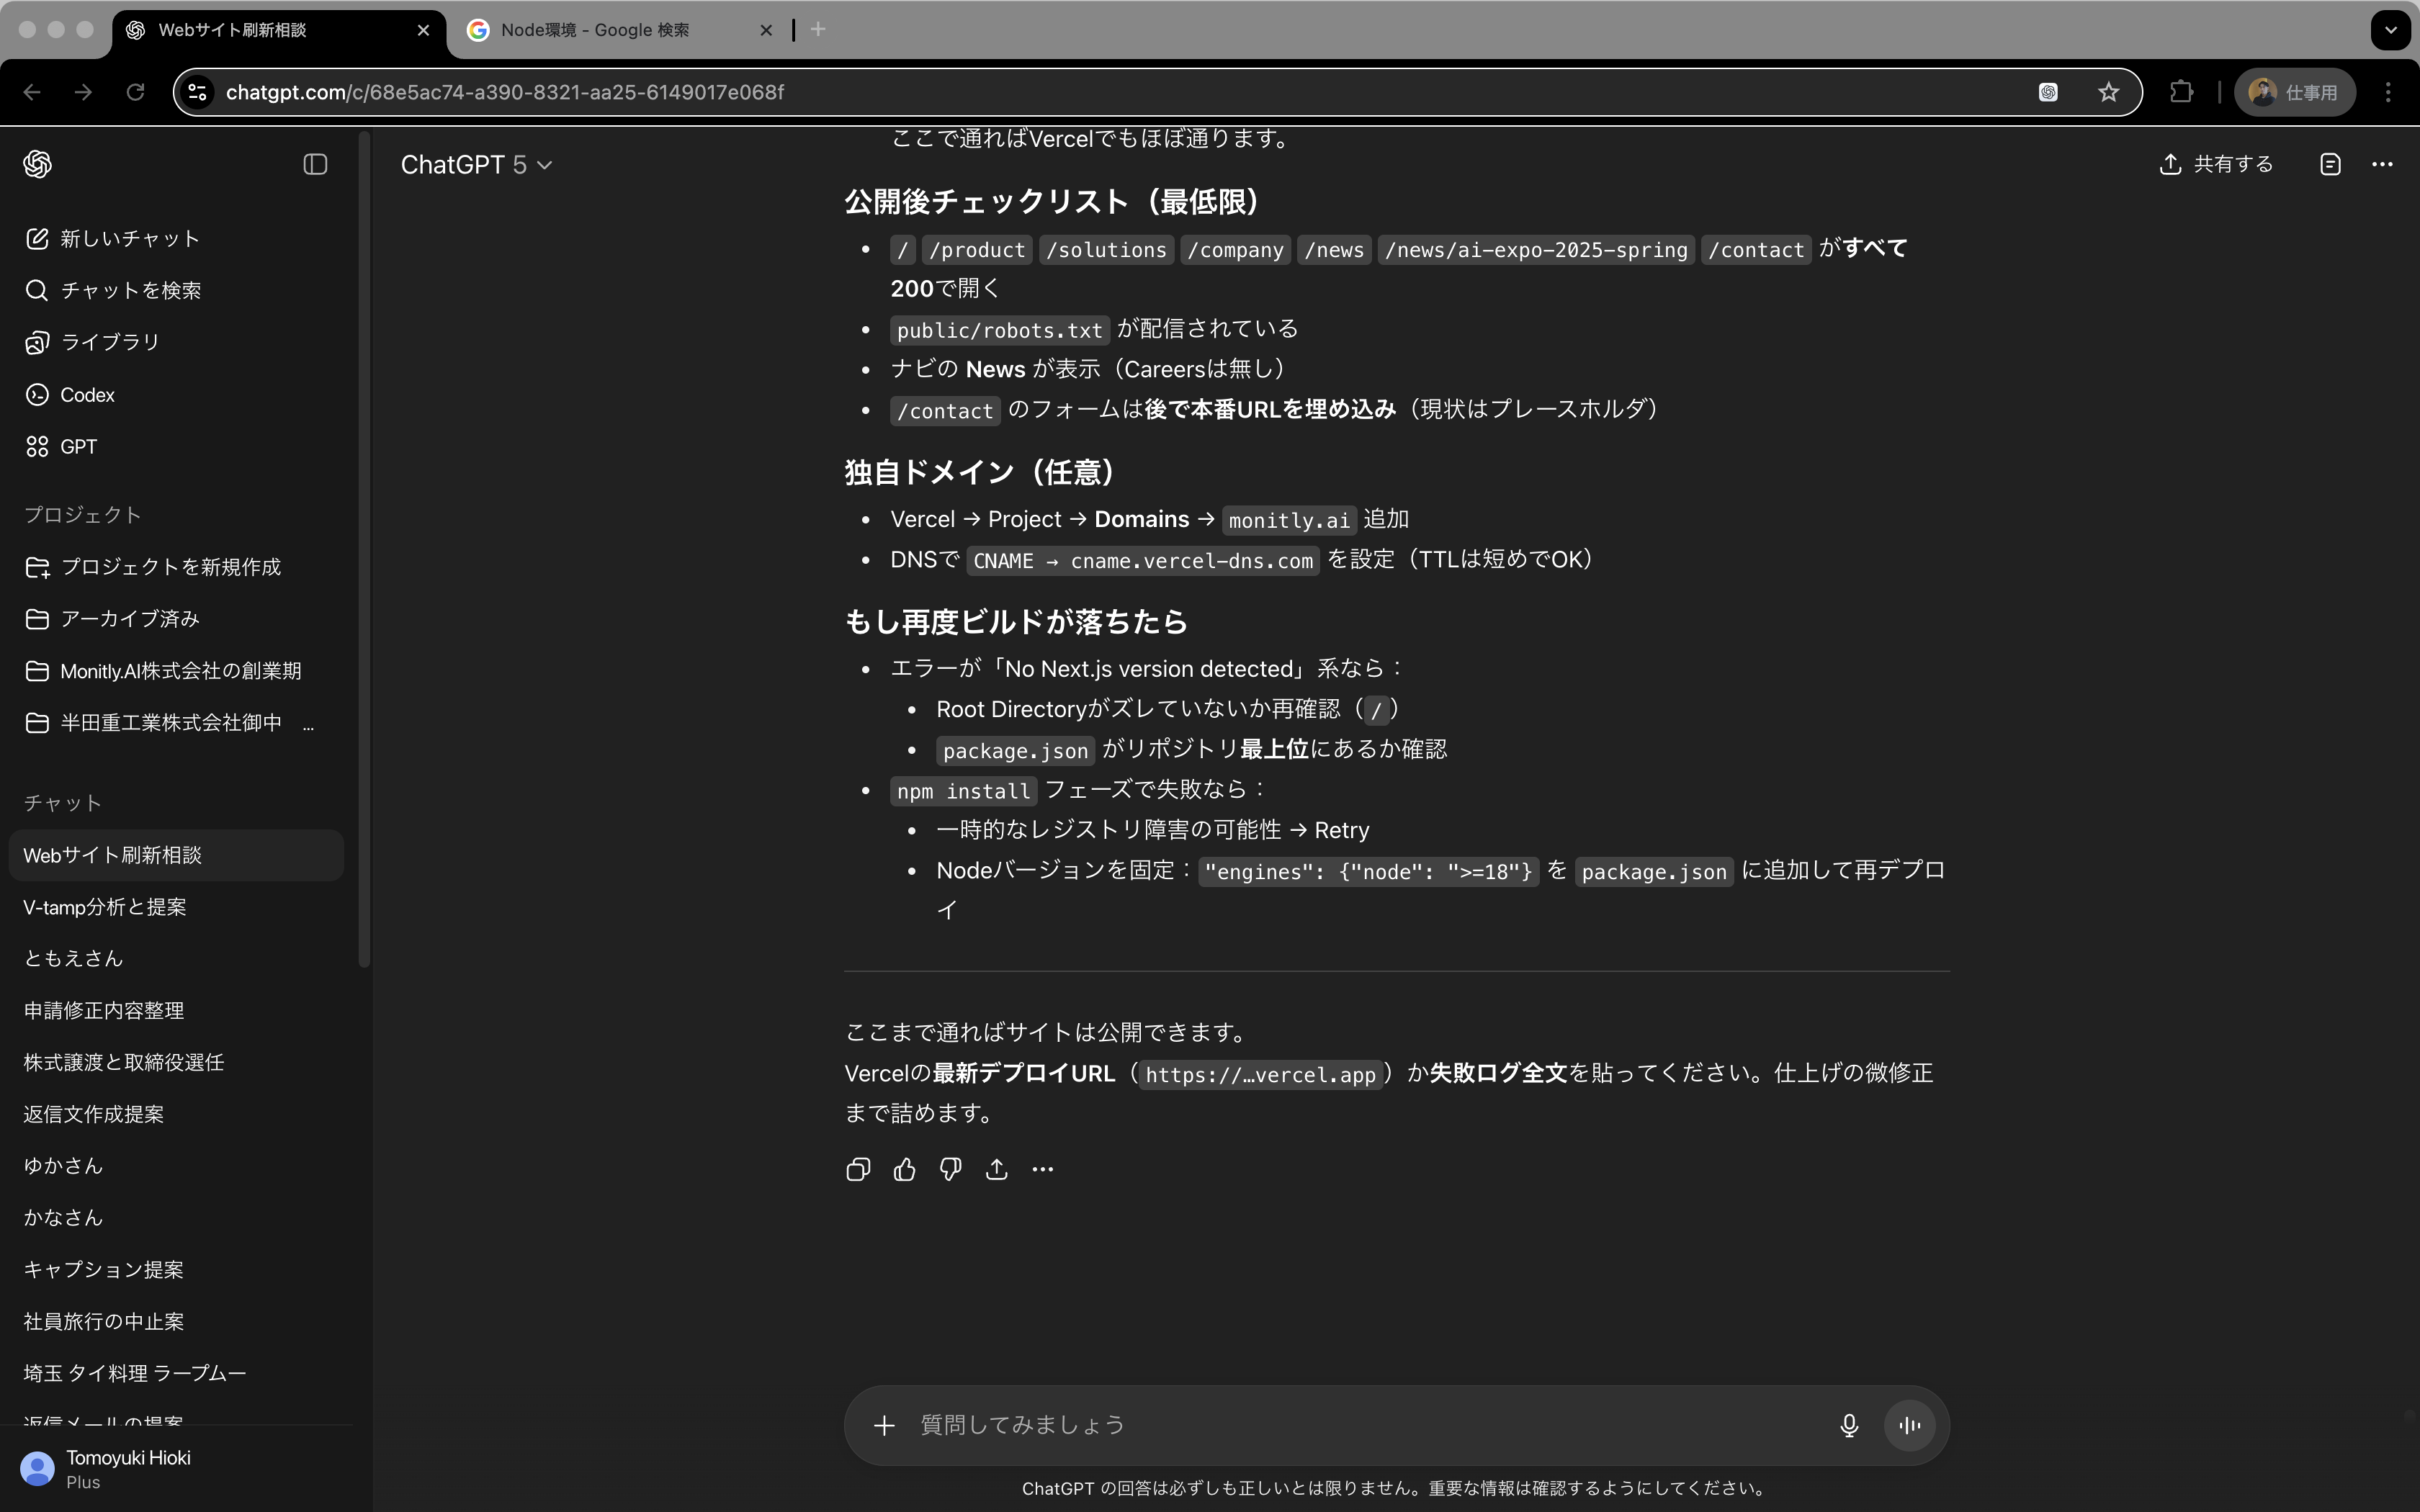 Webサイト刷新相談
Node環境 - Google 検索
chatgpt.com/c/68e5ac74-a390-8321-aa25-6149017e068f
仕事用
新しいチャット
チャットを検索
ライブラリ
Codex
GPT
プロジェクト
プロジェクトを新規作成
アーカイブ済み
Monitly.AI株式会社の創業期
半田重工業株式会社御中 ...
チャット
Webサイト刷新相談
V-tamp分析と提案
ともえさん
申請修正内容整理
株式譲渡と取締役選任
返信文作成提案
ゆかさん
かなさん
キャプション提案
社員旅行の中止案
埼玉 タイ料理 ラープムー
返信メールの提案
Tomoyuki Hioki
Plus
ChatGPT 5
共有する
ここで通ればVercelでもほぼ通ります。
公開後チェックリスト（最低限）
• / /product /solutions /company /news /news/ai-expo-2025-spring /contact がすべて
200で開く
• public/robots.txt が配信されている
• ナビの News が表示（Careersは無し）
• /contact のフォームは後で本番URLを埋め込み（現状はプレースホルダ）
独自ドメイン（任意）
• Vercel → Project → Domains → monitly.ai 追加
• DNSで CNAME → cname.vercel-dns.com を設定（TTLは短めでOK）
もし再度ビルドが落ちたら
• エラーが「No Next.js version detected」系なら：
• Root Directoryがズレていないか再確認（/）
• package.json がリポジトリ最上位にあるか確認
• npm install フェーズで失敗なら：
• 一時的なレジストリ障害の可能性 → Retry
• Nodeバージョンを固定："engines": {"node": ">=18"} を package.json に追加して再デプロ
イ
ここまで通ればサイトは公開できます。
Vercelの最新デプロイURL（https://…vercel.app）か失敗ログ全文を貼ってください。仕上げの微修正
まで詰めます。
質問してみましょう
ChatGPT の回答は必ずしも正しいとは限りません。重要な情報は確認するようにしてください。